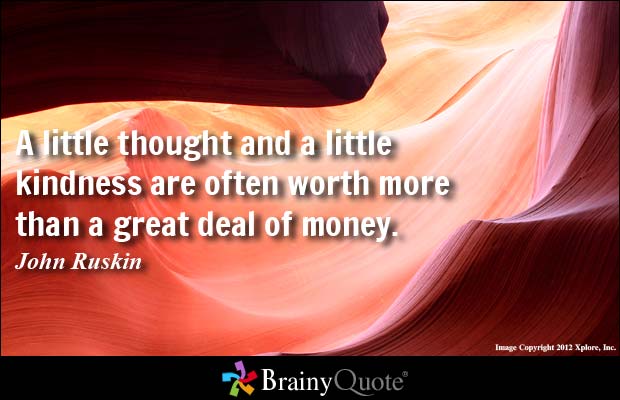 A little thought and a little
kindness are often worth more
than a great deal of money.
John Ruskin
Image Copyright 2012 Xplore, Inc.
BrainyQuote®